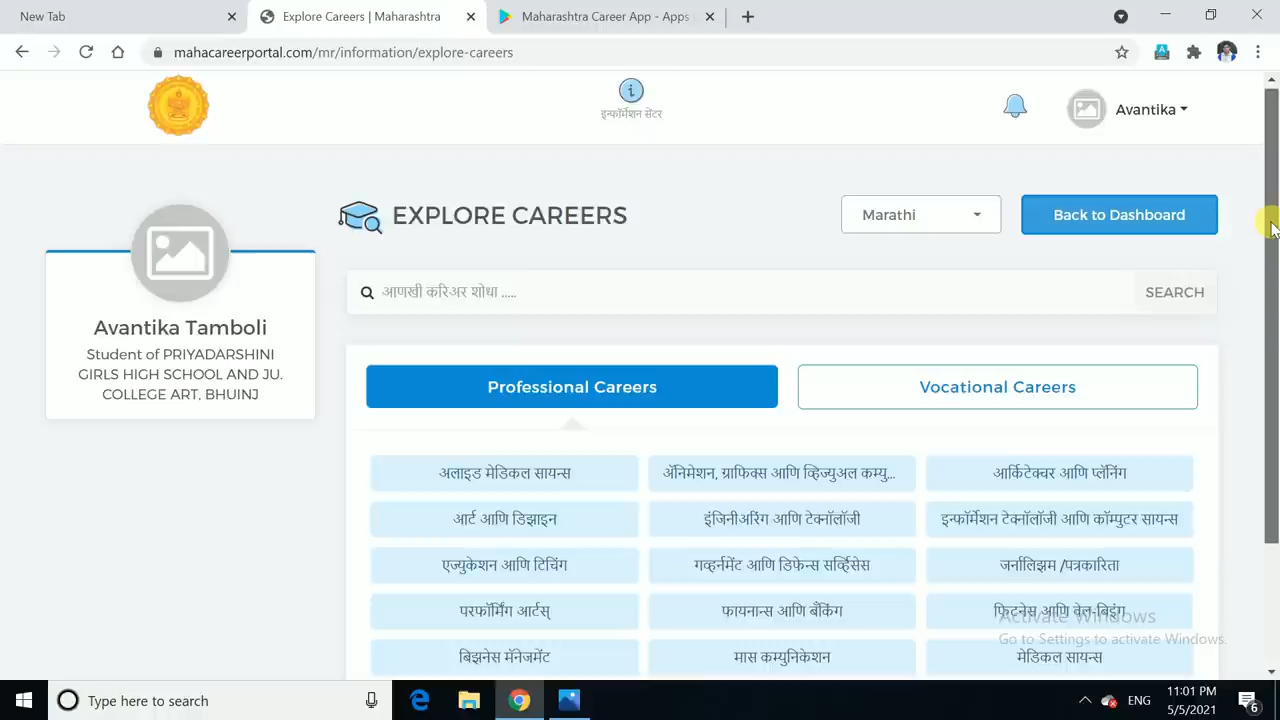 New Tab
Explore Careers | Maharashtra
Maharashtra Career App - Apps
mahacareerportal.com/mr/information/explore-careers
इन्फॉर्मेशन सेंटर
Avantika
EXPLORE CAREERS
Marathi
Back to Dashboard
आणखी करिअर शोधा .....
SEARCH
Avantika Tamboli
Student of PRIYADARSHINI
GIRLS HIGH SCHOOL AND JU.
COLLEGE ART, BHUINJ
Professional Careers
Vocational Careers
अलाइड मेडिकल सायन्स
ॲनिमेशन, ग्राफिक्स आणि व्हिज्युअल कम्यु...
आर्किटेक्चर आणि प्लॅनिंग
आर्ट आणि डिझाइन
इंजिनीअरिंग आणि टेक्नॉलॉजी
इन्फॉर्मेशन टेक्नॉलॉजी आणि कॉम्पुटर सायन्स
एज्युकेशन आणि टिचिंग
गव्हर्नमेंट आणि डिफेन्स सर्व्हिसेस
जर्नालिझम /पत्रकारिता
परफॉर्मिंग आर्टस्
फायनान्स आणि बँकिंग
फिटनेस आणि वेल-बिइंग
बिझनेस मॅनेजमेंट
मास कम्युनिकेशन
मेडिकल सायन्स
Activate Windows
Go to Settings to activate Windows.
Type here to search
ENG
11:01 PM
5/5/2021
6